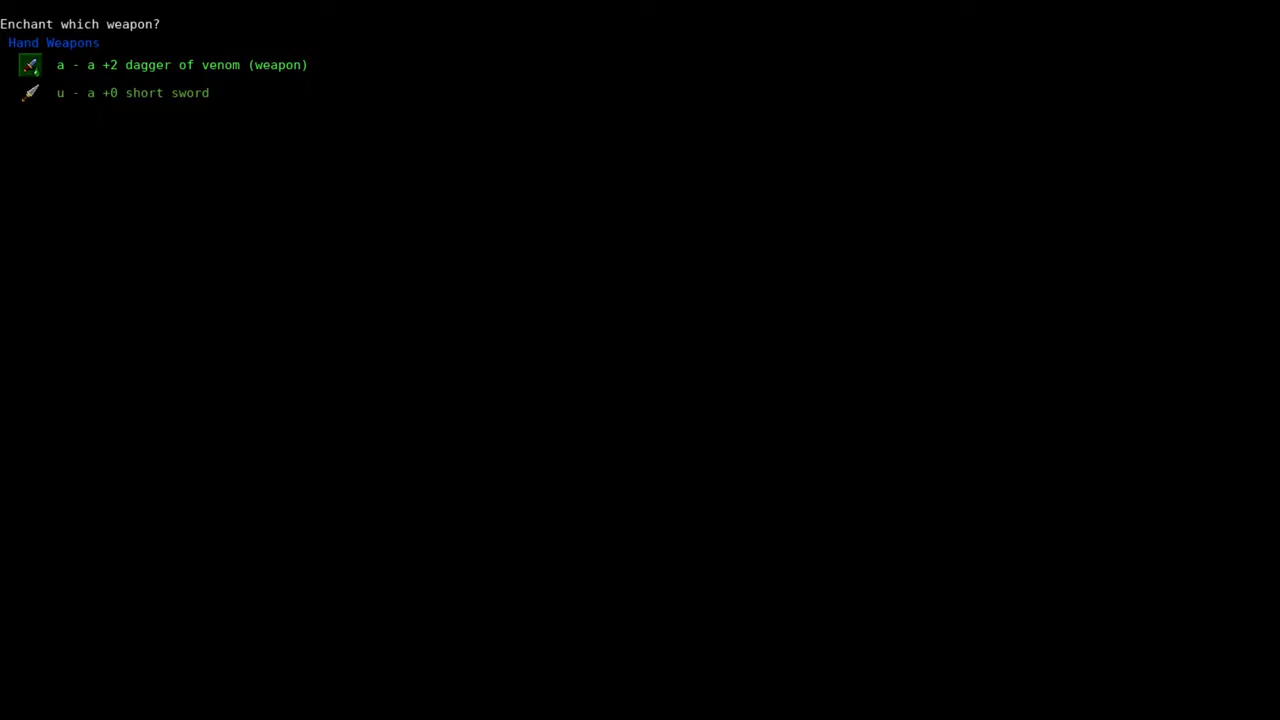 Enchant which weapon?
Hand Weapons
a - a +2 dagger of venom (weapon)
u - a +0 short sword